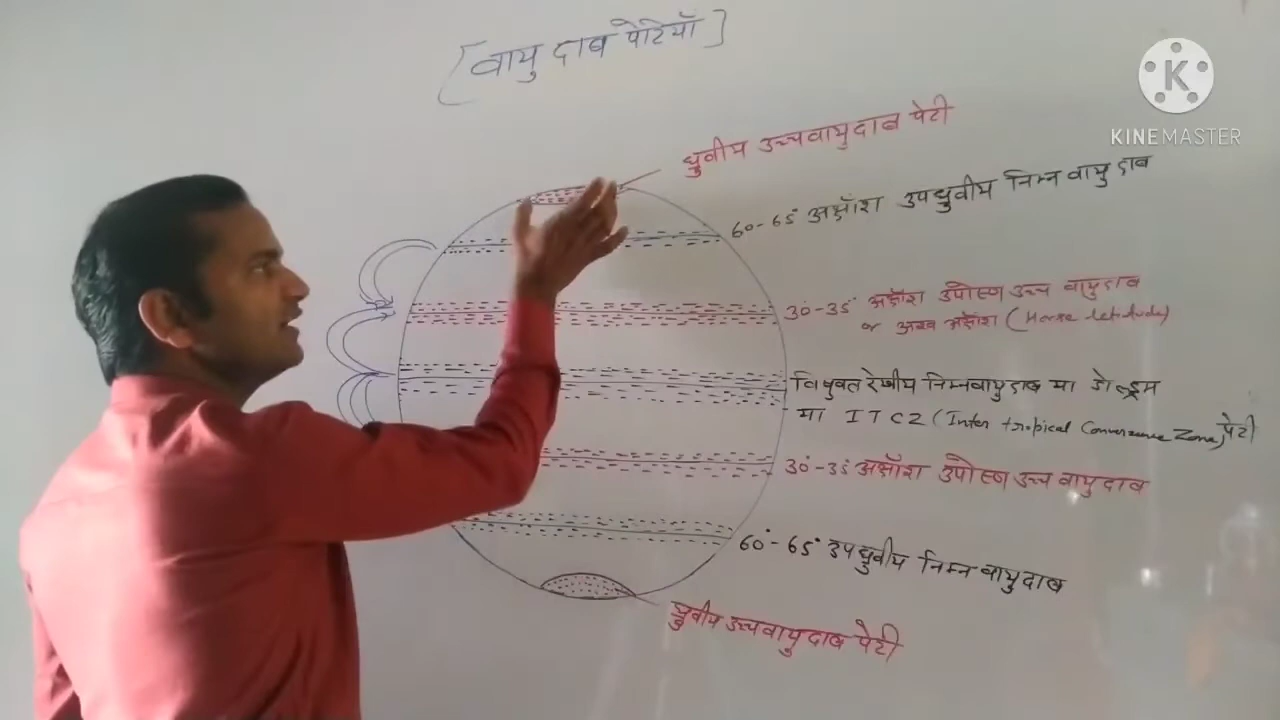 [वायु दाब पेटियाँ]
KINEMASTER
ध्रुवीय उच्चवायुदाब पेटी
60-65° अक्षाँश उपध्रुवीय निम्न वायु दाब
30°-35° अक्षाँश उपोष्ण उच्च वायुदाब
or अश्व अक्षाँश (Horse latitude)
विषुवत रेखीय निम्नवायुदाब या डोल्ड्रम
या ITCZ (Inter tropical Convergence Zone) पेटी
30°-35° अक्षाँश उपोष्ण उच्च वायुदाब
60°-65° उपध्रुवीय निम्न वायुदाब
ध्रुवीय उच्चवायुदाब पेटी